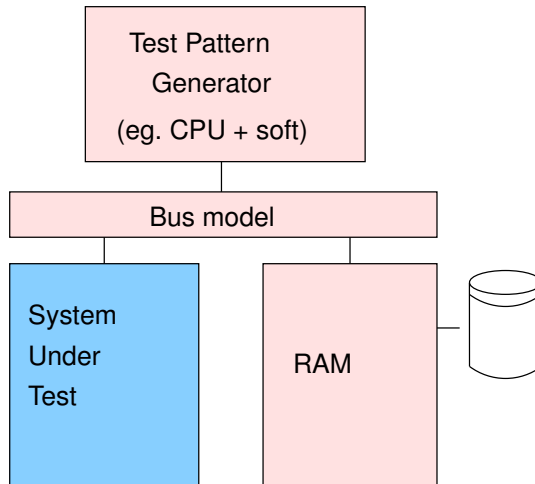 Test Pattern
Generator
(eg. CPU + soft)
Bus model
System
Under
Test
RAM